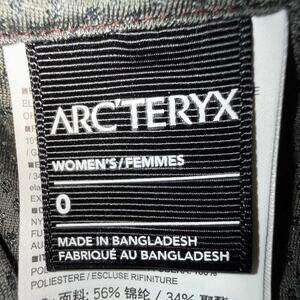 ARC'TERYX
WOMEN'S/FEMMES
0
MADE IN BANGLADESH
FABRIQUÉ AU BANGLADESH
POLIESTERE / ESCLUSE RIFINITURE
面料: 56% 锦纶 / 34%